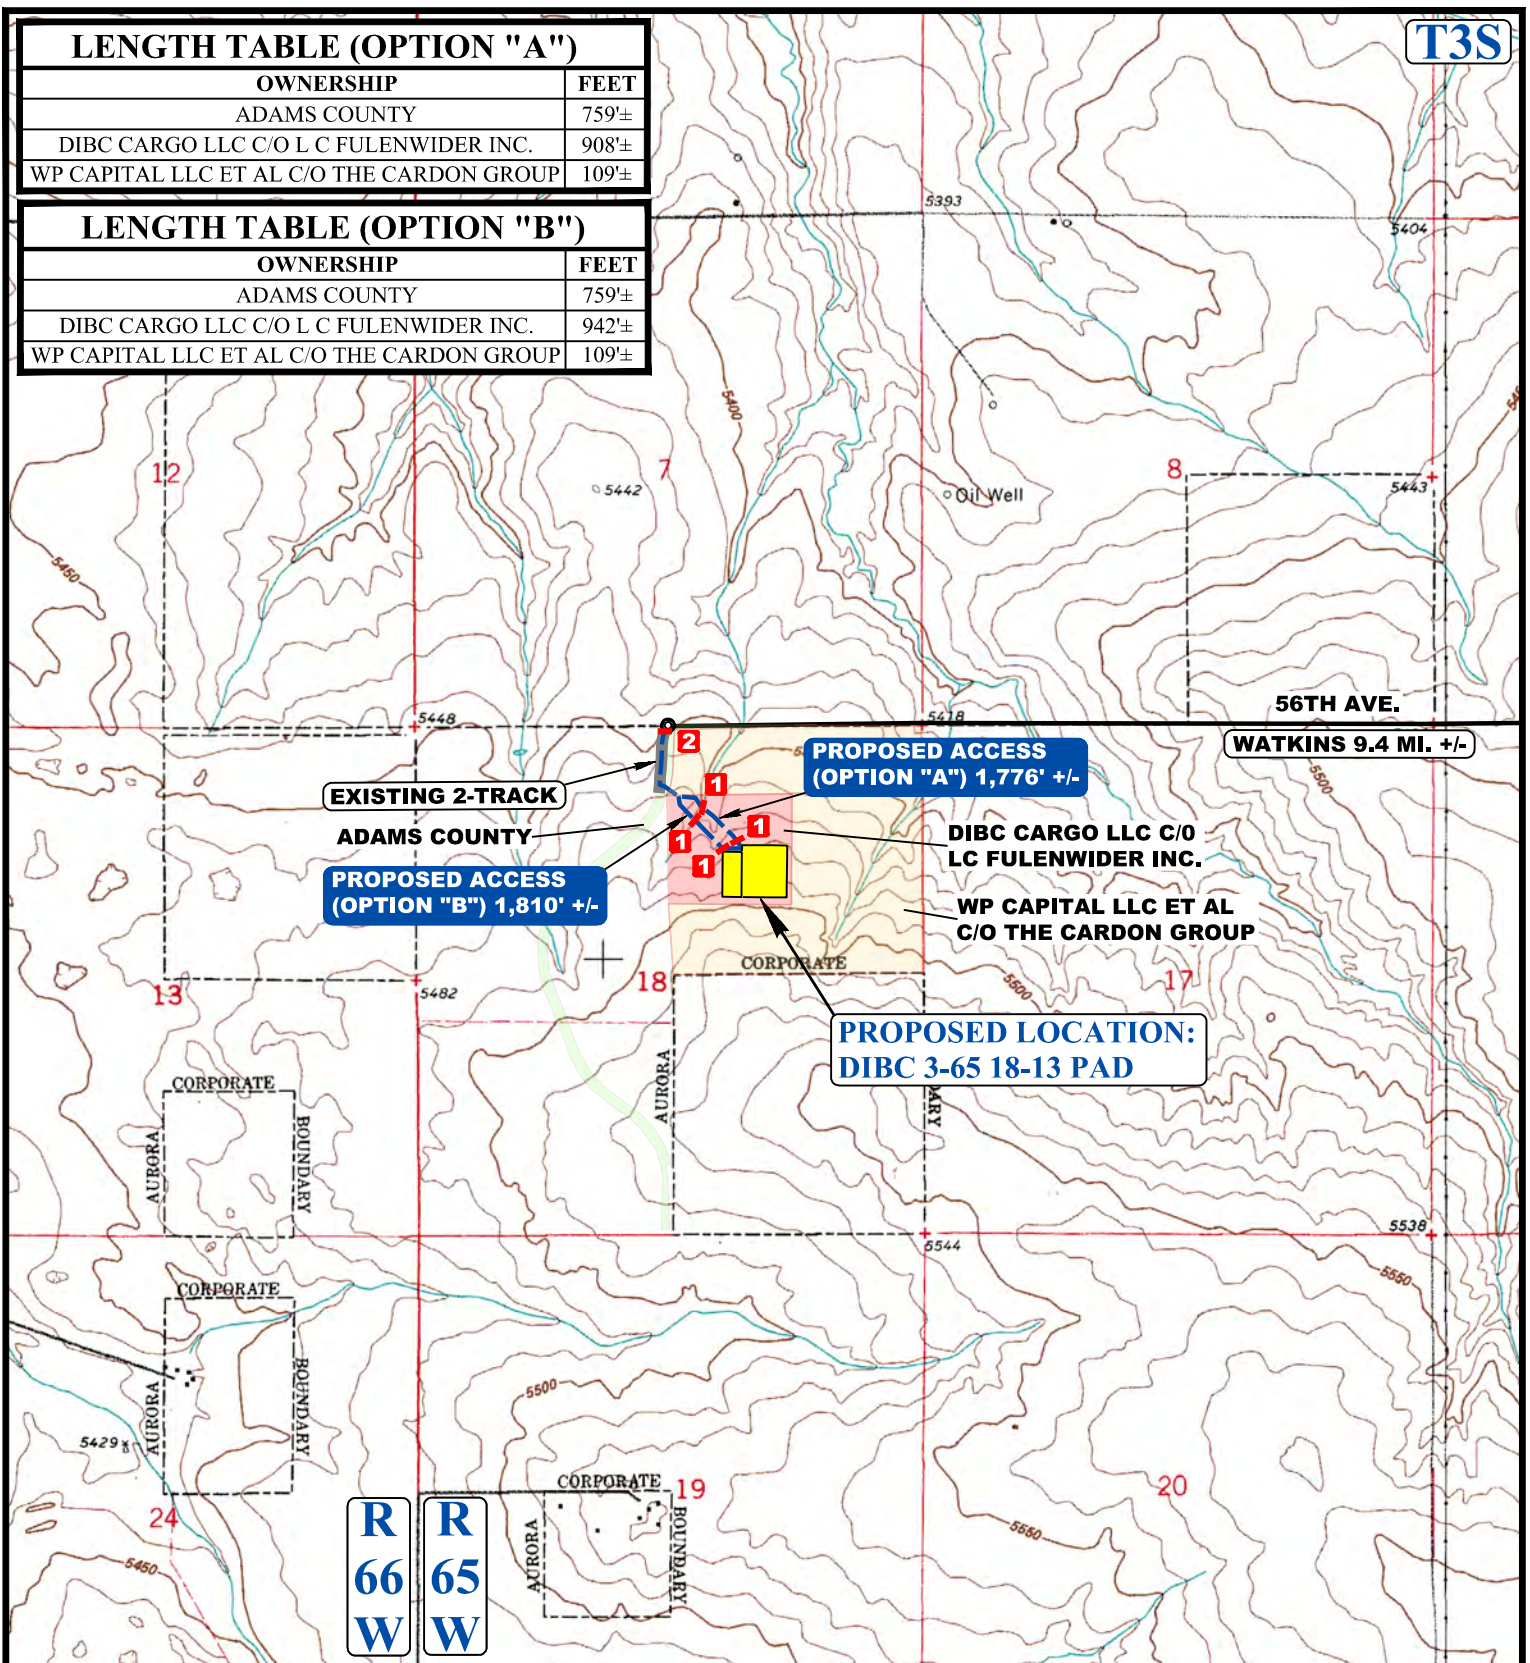 LENGTH TABLE (OPTION "A")
OWNERSHIP FEET
ADAMS COUNTY 759'±
DIBC CARGO LLC C/O L C FULENWIDER INC. 908'±
WP CAPITAL LLC ET AL C/O THE CARDON GROUP 109'±
LENGTH TABLE (OPTION "B")
OWNERSHIP FEET
ADAMS COUNTY 759'±
DIBC CARGO LLC C/O L C FULENWIDER INC. 942'±
WP CAPITAL LLC ET AL C/O THE CARDON GROUP 109'±
T3S
5393
5404
5400
12
7
8
5442
Oil Well
5443
5450
56TH AVE.
5448
5418
WATKINS 9.4 MI. +/-
2
PROPOSED ACCESS
(OPTION "A") 1,776' +/-
EXISTING 2-TRACK
1
1
1
1
ADAMS COUNTY
DIBC CARGO LLC C/0
LC FULENWIDER INC.
PROPOSED ACCESS
(OPTION "B") 1,810' +/-
WP CAPITAL LLC ET AL
C/O THE CARDON GROUP
CORPORATE
5500
5500
13
5482
18
17
PROPOSED LOCATION:
DIBC 3-65 18-13 PAD
AURORA
DARY
CORPORATE
AURORA
BOUNDARY
5544
5538
5550
CORPORATE
AURORA
BOUNDARY
5429
5500
CORPORATE
19
20
24
AURORA
BOUNDARY
5550
5450
R
66
W
R
65
W